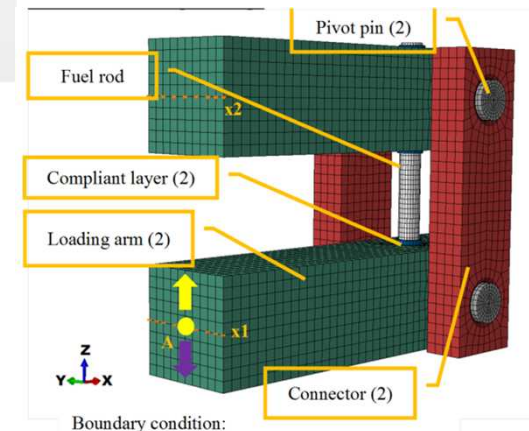 Pivot pin (2)
Fuel rod
x2
Compliant layer (2)
Loading arm (2)
x1
A
Z
Y
X
Connector (2)
Boundary condition: